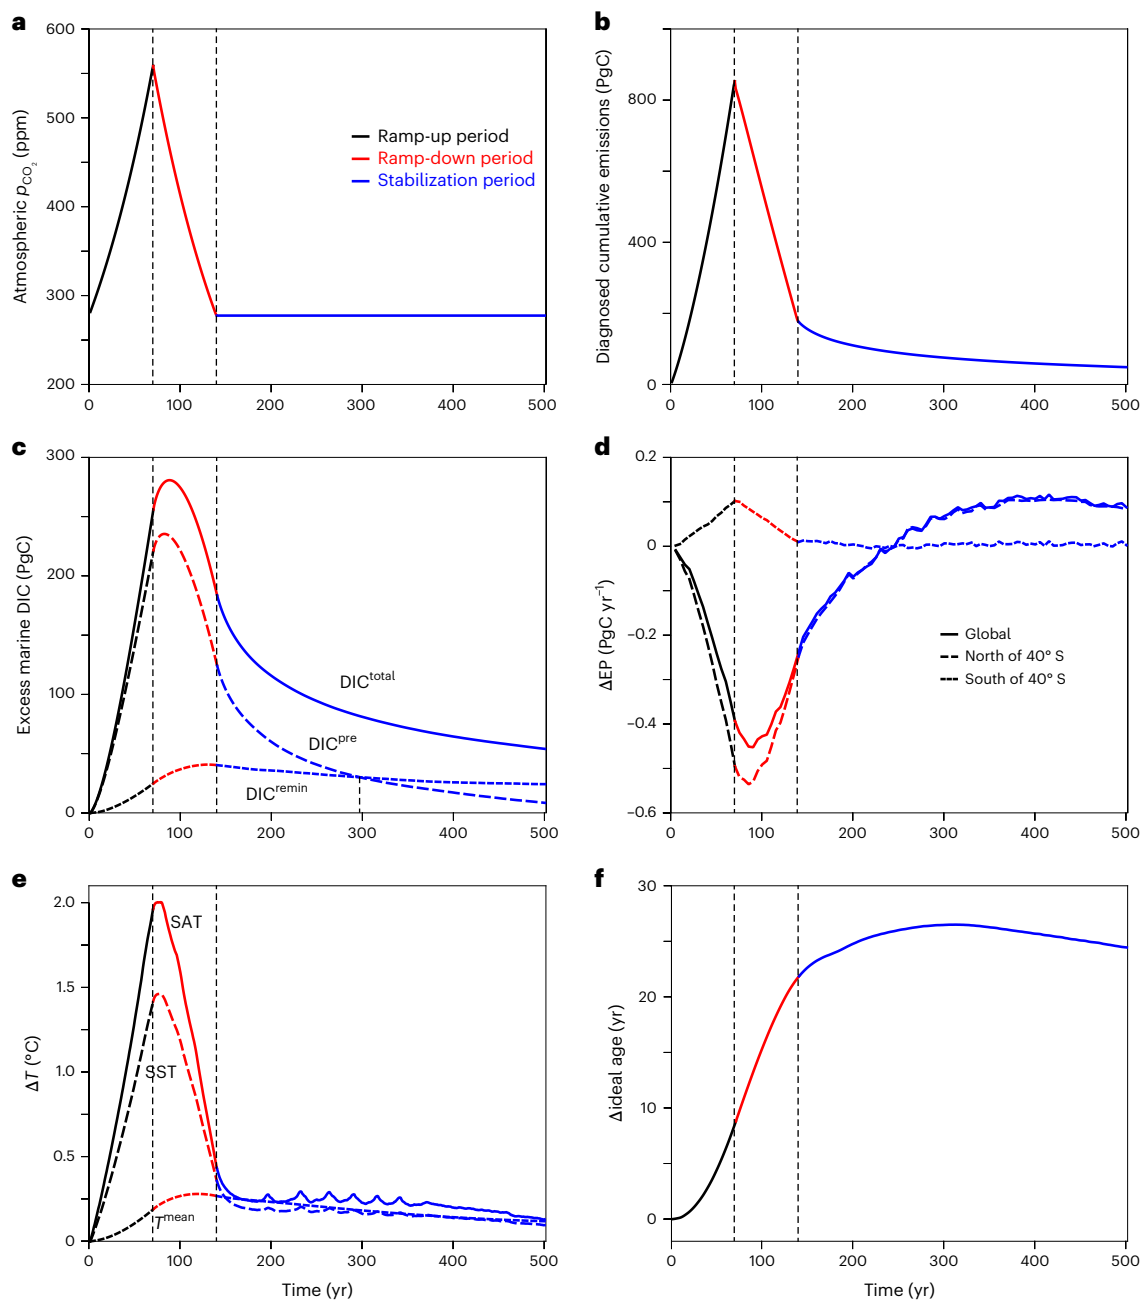 a
600
500
400
300
200
Atmospheric pCO₂ (ppm)
Ramp-up period
Ramp-down period
Stabilization period
0 100 200 300 400 500
b
800
400
0
Diagnosed cumulative emissions (PgC)
0 100 200 300 400 500
c
300
200
100
0
Excess marine DIC (PgC)
DICtotal
DICpre
DICremin
0 100 200 300 400 500
d
0.2
0
−0.2
−0.4
−0.6
ΔEP (PgC yr⁻¹)
Global
North of 40° S
South of 40° S
0 100 200 300 400 500
e
2.0
1.5
1.0
0.5
0
ΔT (°C)
SAT
SST
Tmean
0 100 200 300 400 500
Time (yr)
f
30
20
10
0
Δideal age (yr)
0 100 200 300 400 500
Time (yr)